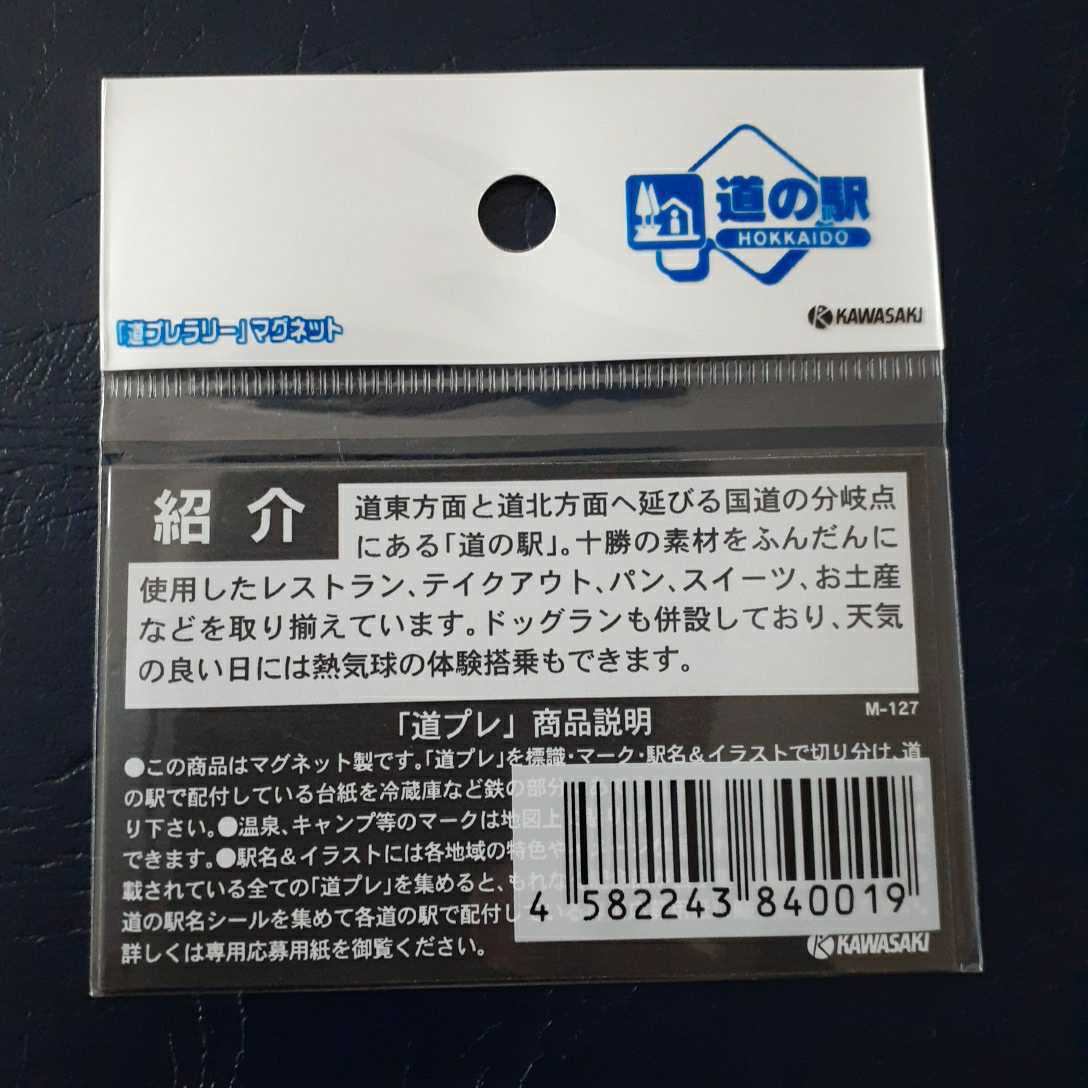 道の駅
HOKKAIDO
「道プレラリー」マグネット
KAWASAKI
紹介
道東方面と道北方面へ延びる国道の分岐点
にある「道の駅」。十勝の素材をふんだんに
使用したレストラン、テイクアウト、パン、スイーツ、お土産
などを取り揃えています。ドッグランも併設しており、天気
の良い日には熱気球の体験搭乗もできます。
M-127
「道プレ」商品説明
●この商品はマグネット製です。「道プレ」を標識・マーク・駅名&イラストで切り分け、道
の駅で配付している台紙を冷蔵庫など鉄の部分
り下さい。●温泉、キャンプ等のマークは地図上
できます。●駅名&イラストには各地域の特色や
載されている全ての「道プレ」を集めると、もれな
道の駅名シールを集めて各道の駅で配付し
詳しくは専用応募用紙を御覧ください。
4 582243 840019
KAWASAKI